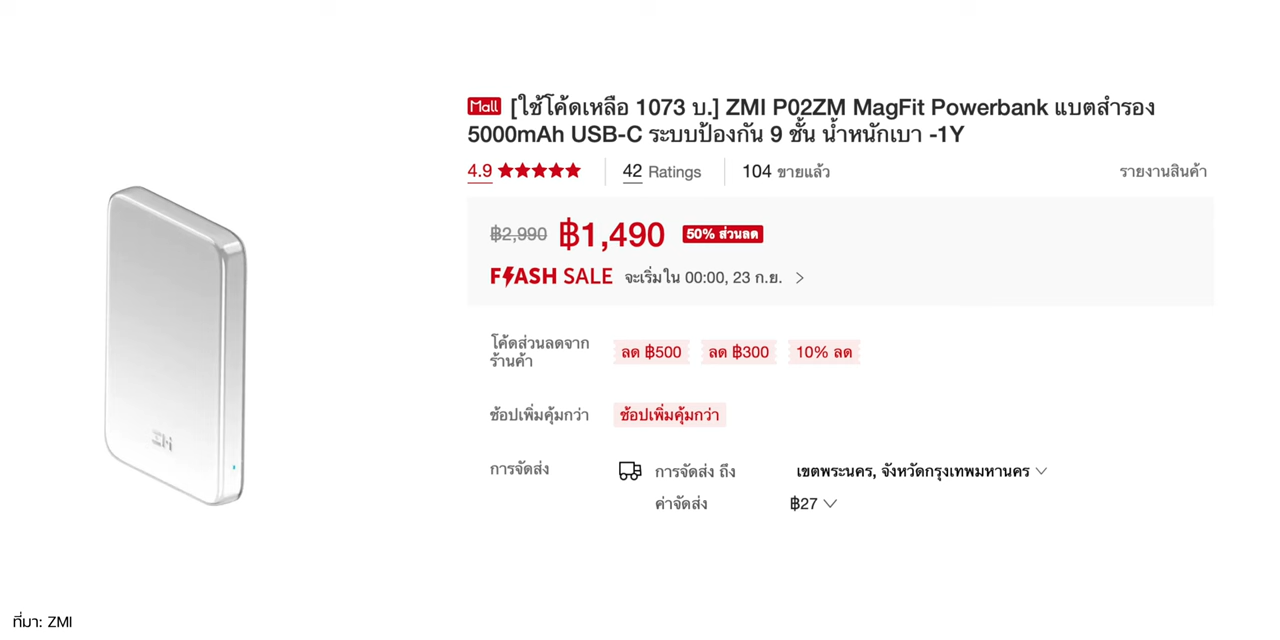 Mall [ใช้โค้ดเหลือ 1073 บ.] ZMI P02ZM MagFit Powerbank แบตสำรอง
5000mAh USB-C ระบบป้องกัน 9 ชั้น น้ำหนักเบา -1Y
4.9 42 Ratings 104 ขายแล้ว รายงานสินค้า
฿2,990 ฿1,490 50% ส่วนลด
FLASH SALE จะเริ่มใน 00:00, 23 ก.ย.
โค้ดส่วนลดจาก
ร้านค้า
ลด ฿500 ลด ฿300 10% ลด
ช้อปเพิ่มคุ้มกว่า ช้อปเพิ่มคุ้มกว่า
การจัดส่ง การจัดส่ง ถึง เขตพระนคร, จังหวัดกรุงเทพมหานคร
ค่าจัดส่ง ฿27
ZMI
ที่มา: ZMI